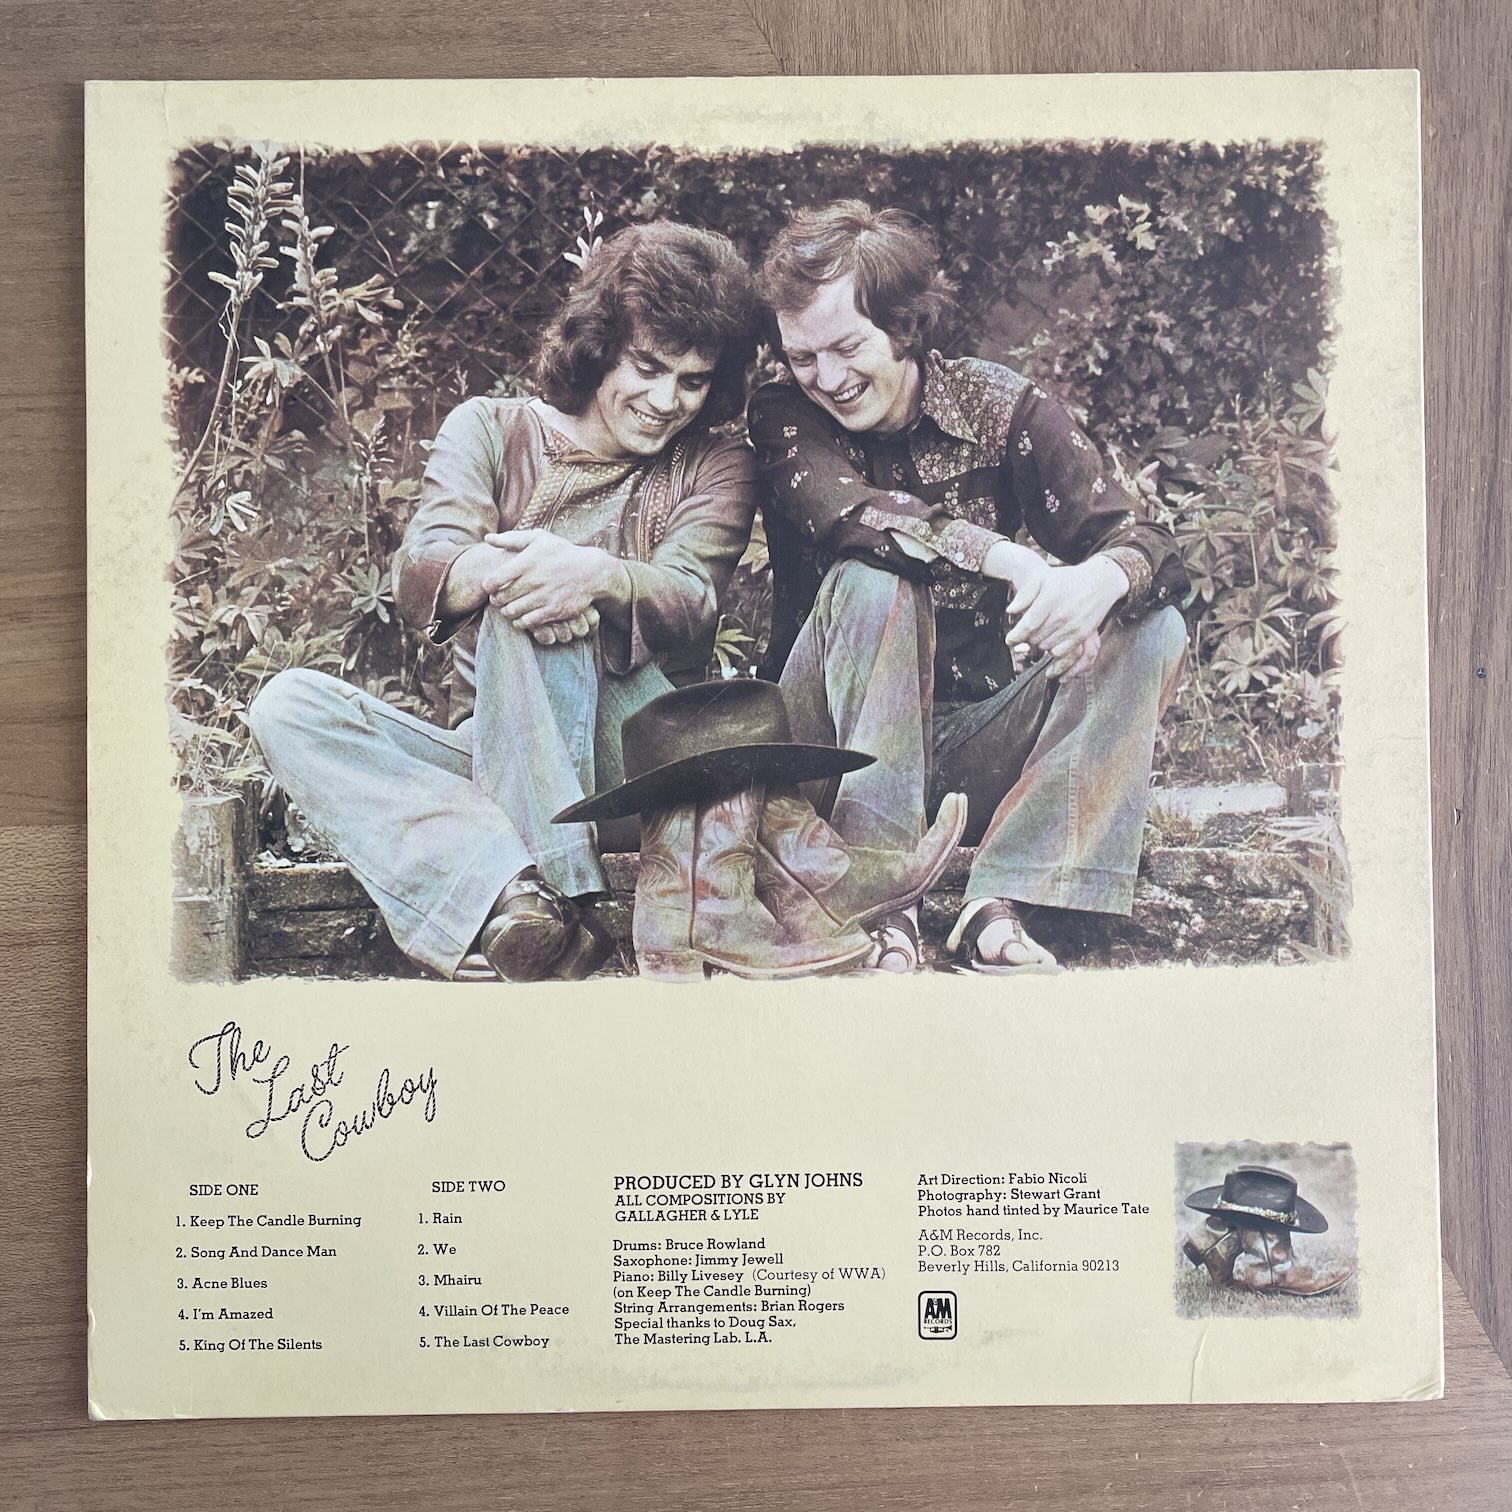 The
Last
Cowboy
SIDE ONE
1. Keep The Candle Burning
2. Song And Dance Man
3. Acne Blues
4. I'm Amazed
5. King Of The Silents
SIDE TWO
1. Rain
2. We
3. Mhairu
4. Villain Of The Peace
5. The Last Cowboy
PRODUCED BY GLYN JOHNS
ALL COMPOSITIONS BY
GALLAGHER & LYLE
Drums: Bruce Rowland
Saxophone: Jimmy Jewell
Piano: Billy Livesey (Courtesy of WWA)
(on Keep The Candle Burning)
String Arrangements: Brian Rogers
Special thanks to Doug Sax,
The Mastering Lab. L.A.
Art Direction: Fabio Nicoli
Photography: Stewart Grant
Photos hand tinted by Maurice Tate
A&M Records, Inc.
P.O. Box 782
Beverly Hills, California 90213
A&M
RECORDS